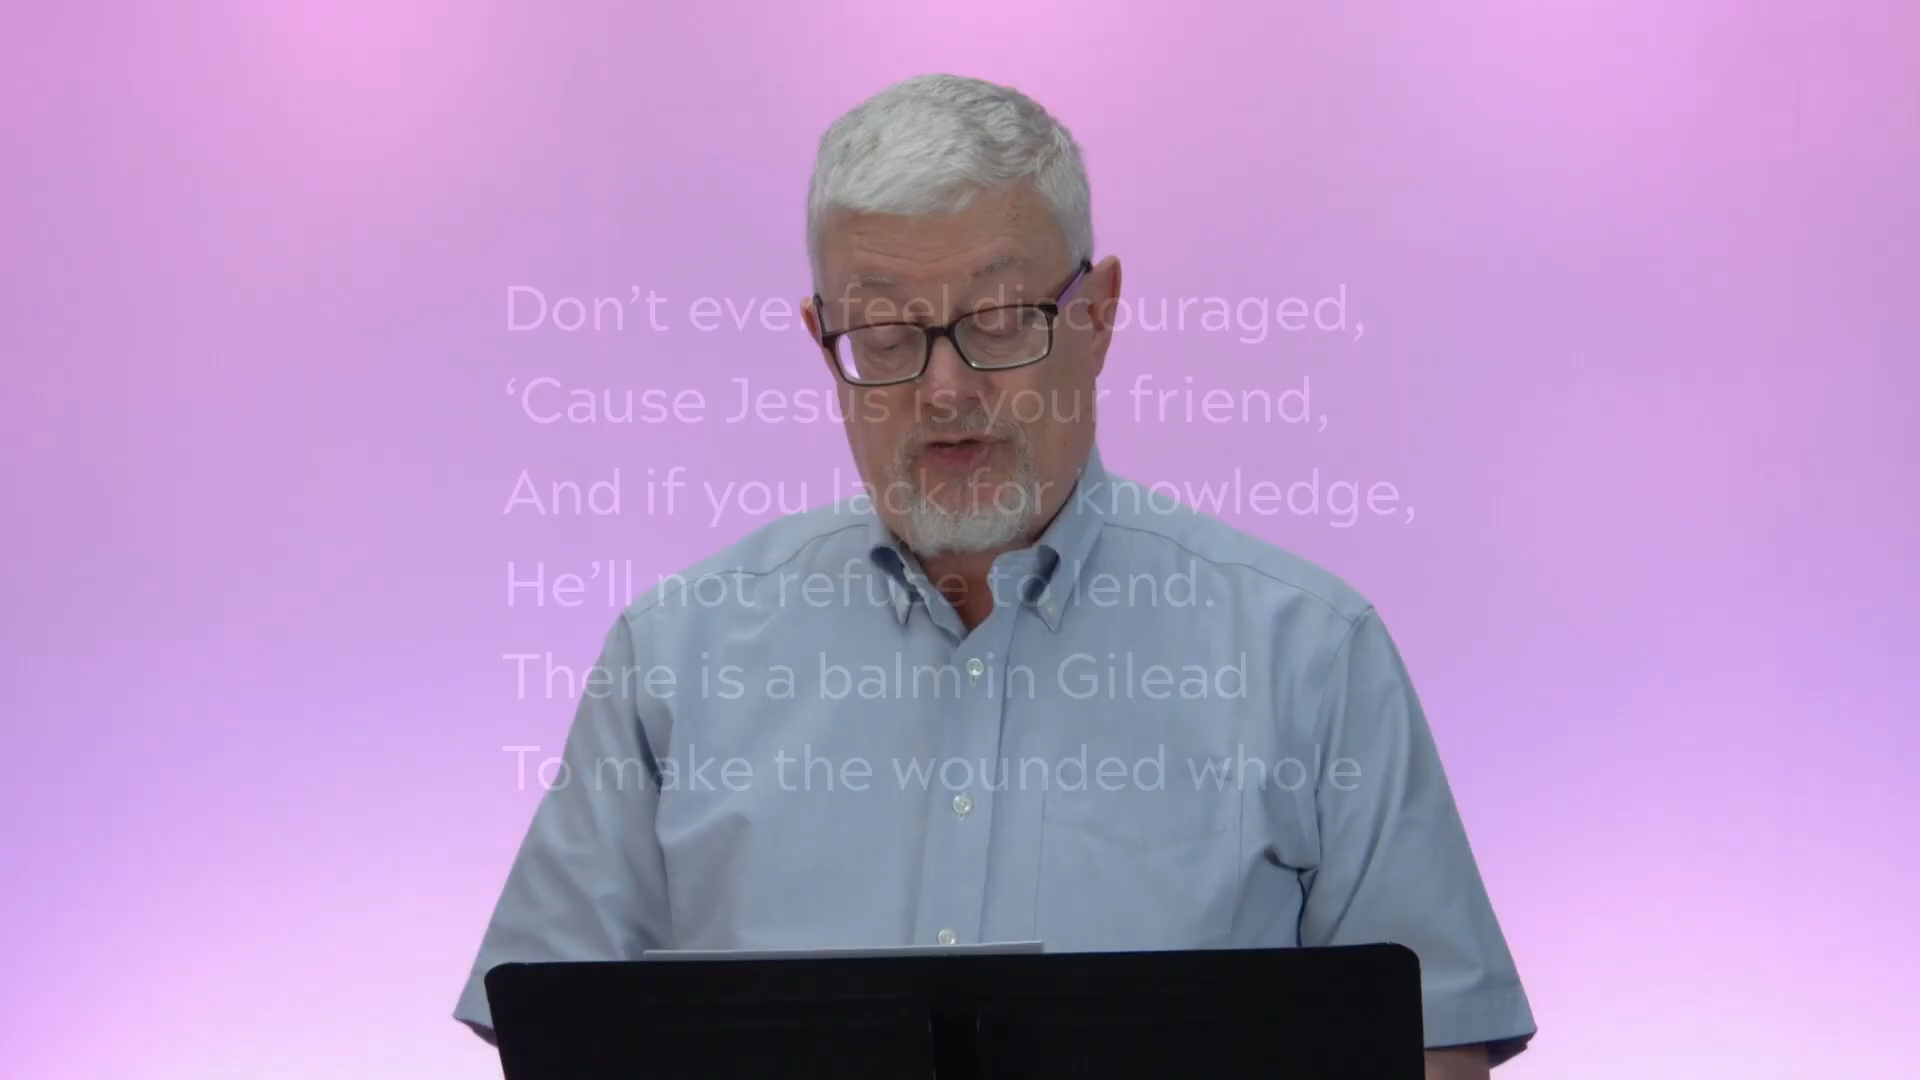 Don’t ever feel discouraged,
‘Cause Jesus is your friend,
And if you lack for knowledge,
He’ll not refuse to lend.
There is a balm in Gilead
To make the wounded whole